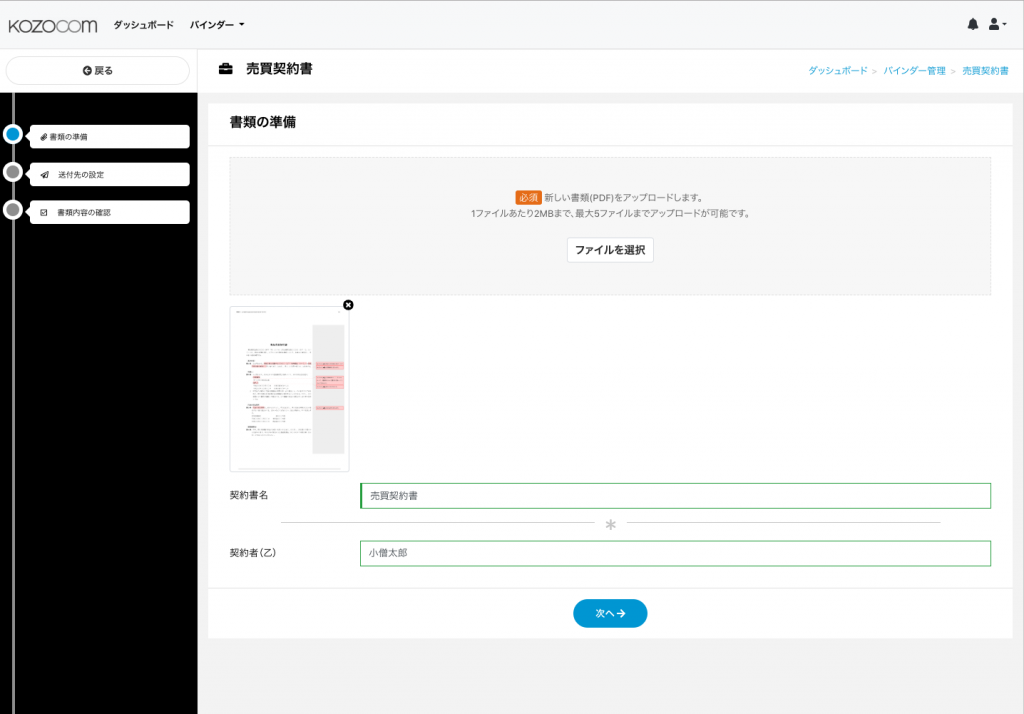 KOZOCOM ダッシュボード バインダー
戻る
売買契約書
ダッシュボード > バインダー管理 > 売買契約書
書類の準備
送付先の設定
書類内容の確認
書類の準備
必須 新しい書類(PDF)をアップロードします。
1ファイルあたり2MBまで、最大5ファイルまでアップロードが可能です。
ファイルを選択
契約書名
売買契約書
契約者(乙)
小僧太郎
次へ